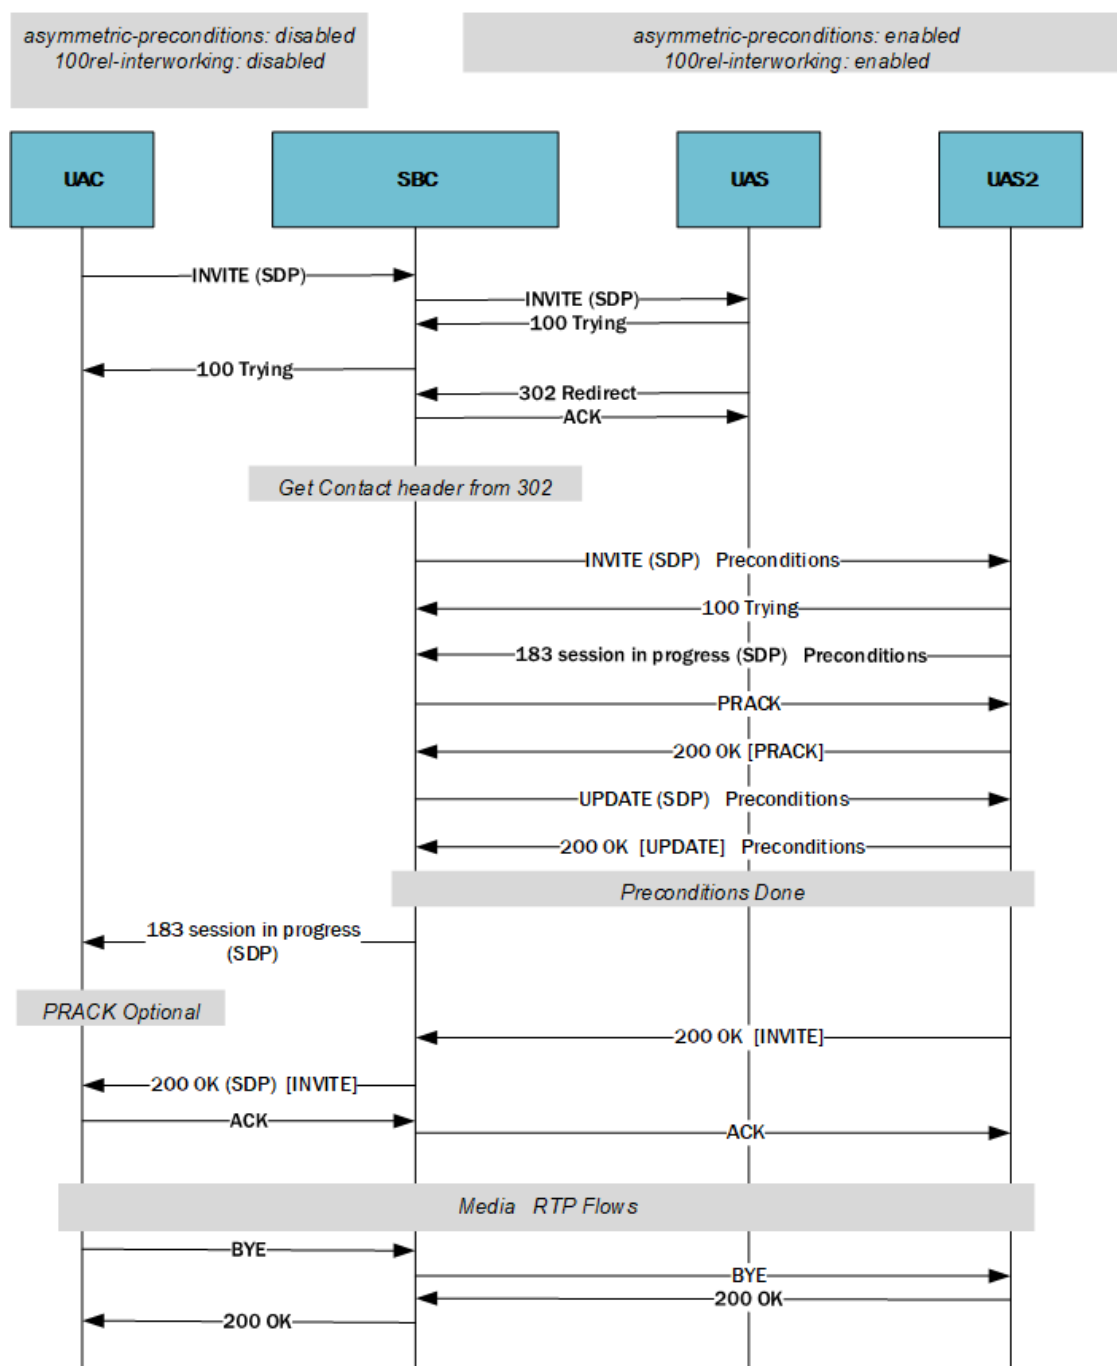 asymmetric-preconditions: disabled
100rel-interworking: disabled
asymmetric-preconditions: enabled
100rel-interworking: enabled
UAC
SBC
UAS
UAS2
INVITE (SDP)
INVITE (SDP)
100 Trying
100 Trying
302 Redirect
ACK
Get Contact header from 302
INVITE (SDP) Preconditions
100 Trying
183 session in progress (SDP) Preconditions
PRACK
200 OK [PRACK]
UPDATE (SDP) Preconditions
200 OK [UPDATE] Preconditions
Preconditions Done
183 session in progress
(SDP)
PRACK Optional
200 OK [INVITE]
200 OK (SDP) [INVITE]
ACK
ACK
Media RTP Flows
BYE
BYE
200 OK
200 OK